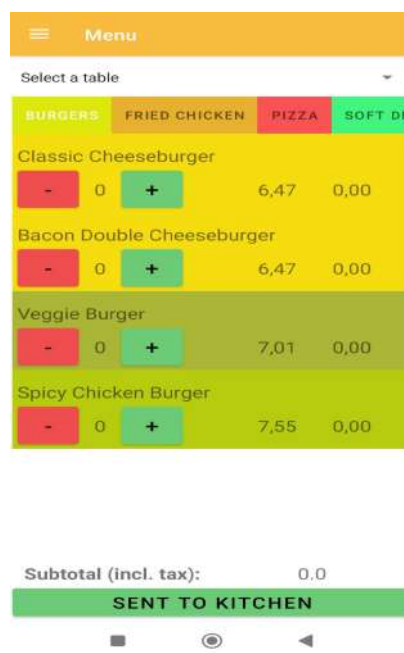 Menu
Select a table
BURGERS FRIED CHICKEN PIZZA SOFT DI
Classic Cheeseburger
- 0 + 6,47 0,00
Bacon Double Cheeseburger
- 0 + 6,47 0,00
Veggie Burger
- 0 + 7,01 0,00
Spicy Chicken Burger
- 0 + 7,55 0,00
Subtotal (incl. tax): 0.0
SENT TO KITCHEN